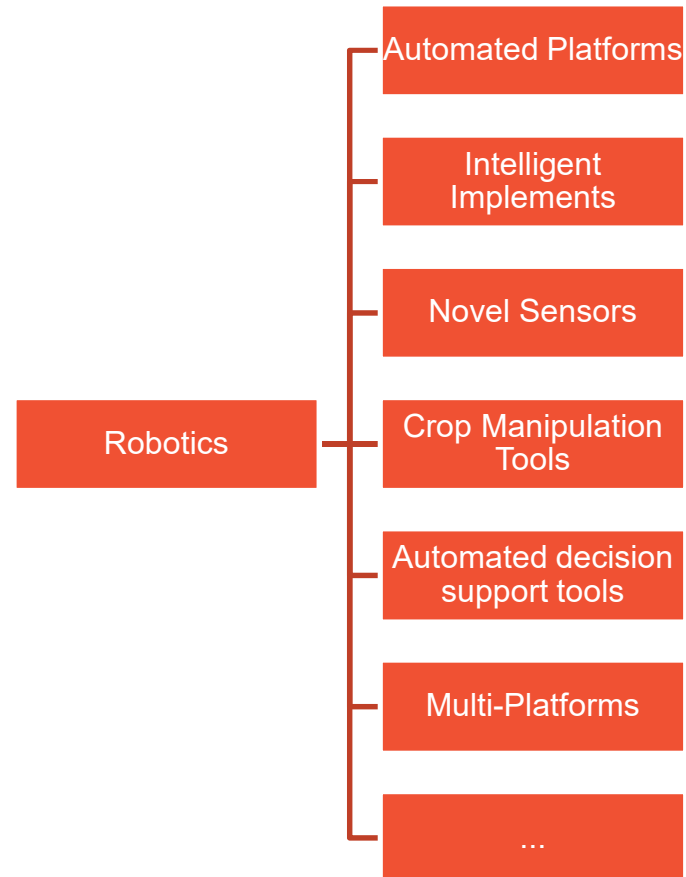 Robotics
Automated Platforms
Intelligent
Implements
Novel Sensors
Crop Manipulation
Tools
Automated decision
support tools
Multi-Platforms
...